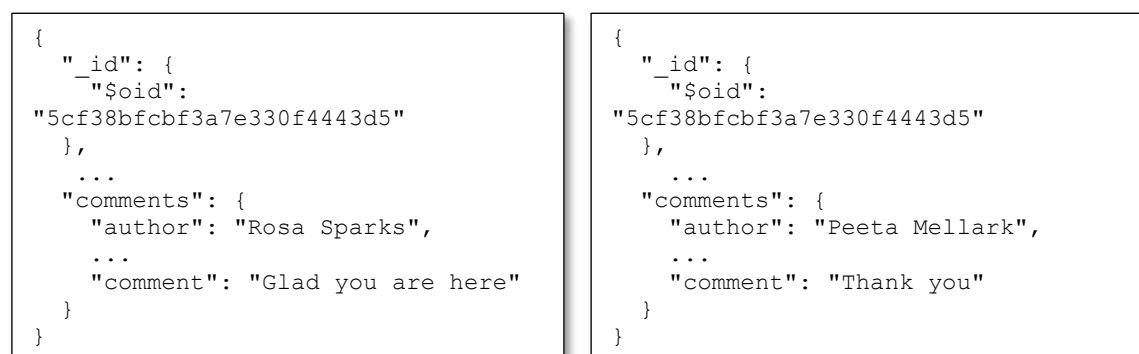 {
  "_id": {
    "$oid":
"5cf38bfcbf3a7e330f4443d5"
  },
   ...
  "comments": {
    "author": "Rosa Sparks",
    ...
    "comment": "Glad you are here"
  }
}
{
  "_id": {
    "$oid":
"5cf38bfcbf3a7e330f4443d5"
  },
    ...
  "comments": {
    "author": "Peeta Mellark",
    ...
    "comment": "Thank you"
  }
}